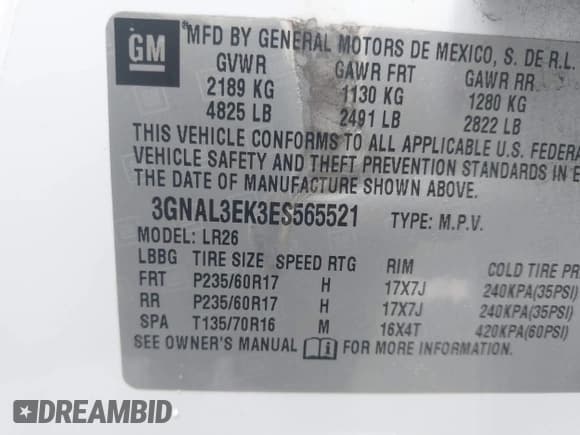 GM
MFD BY GENERAL MOTORS DE MEXICO, S. DE R.L.
GVWR GAWR FRT GAWR RR
2189 KG 1130 KG 1280 KG
4825 LB 2491 LB 2822 LB
THIS VEHICLE CONFORMS TO ALL APPLICABLE U.S. FEDERA
VEHICLE SAFETY AND THEFT PREVENTION STANDARDS IN E
THE DATE OF MANUFACTURE SHOWN ABOVE.
3GNAL3EK3ES565521 TYPE: M.P.V.
MODEL: LR26
LBBG TIRE SIZE SPEED RTG RIM COLD TIRE PR
FRT P235/60R17 H 17X7J 240KPA(35PSI)
RR P235/60R17 H 17X7J 240KPA(35PSI)
SPA T135/70R16 M 16X4T 420KPA(60PSI)
SEE OWNER'S MANUAL i FOR MORE INFORMATION.
DREAMBID